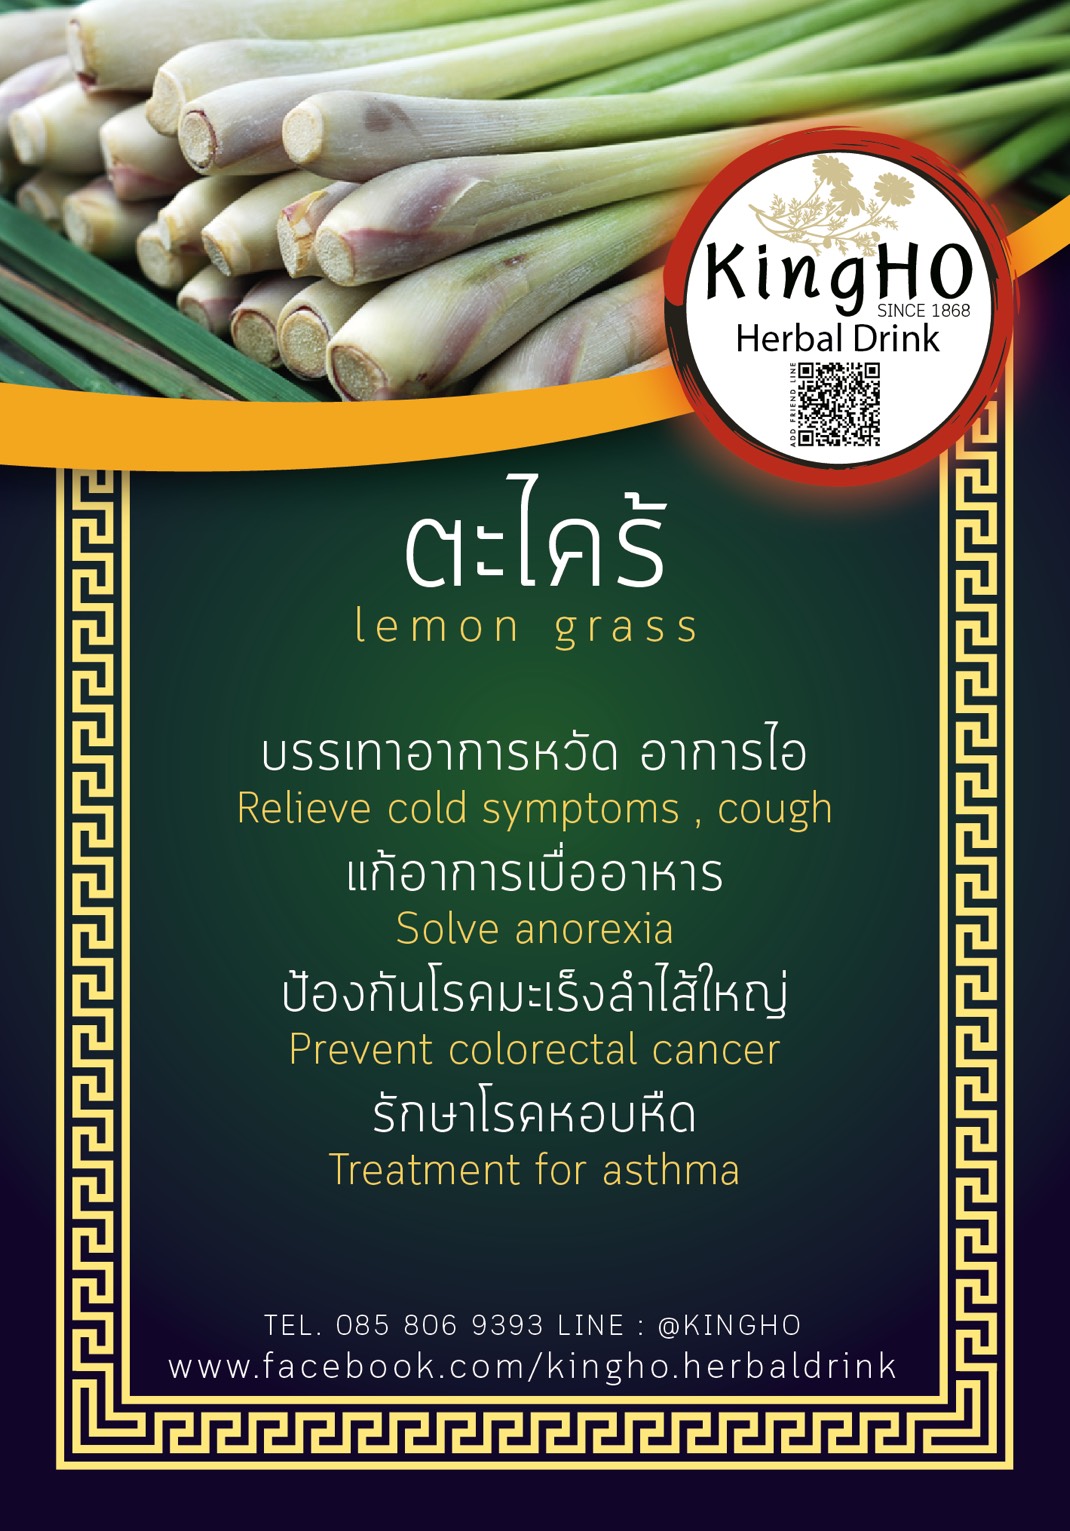 KingHO
SINCE 1868
Herbal Drink
ADD FRIEND LINE
ตะไคร้
lemon grass
บรรเทาอาการหวัด อาการไอ
Relieve cold symptoms , cough
แก้อาการเบื่ออาหาร
Solve anorexia
ป้องกันโรคมะเร็งลำไส้ใหญ่
Prevent colorectal cancer
รักษาโรคหอบหืด
Treatment for asthma
TEL. 085 806 9393 LINE : @KINGHO
www.facebook.com/kingho.herbaldrink